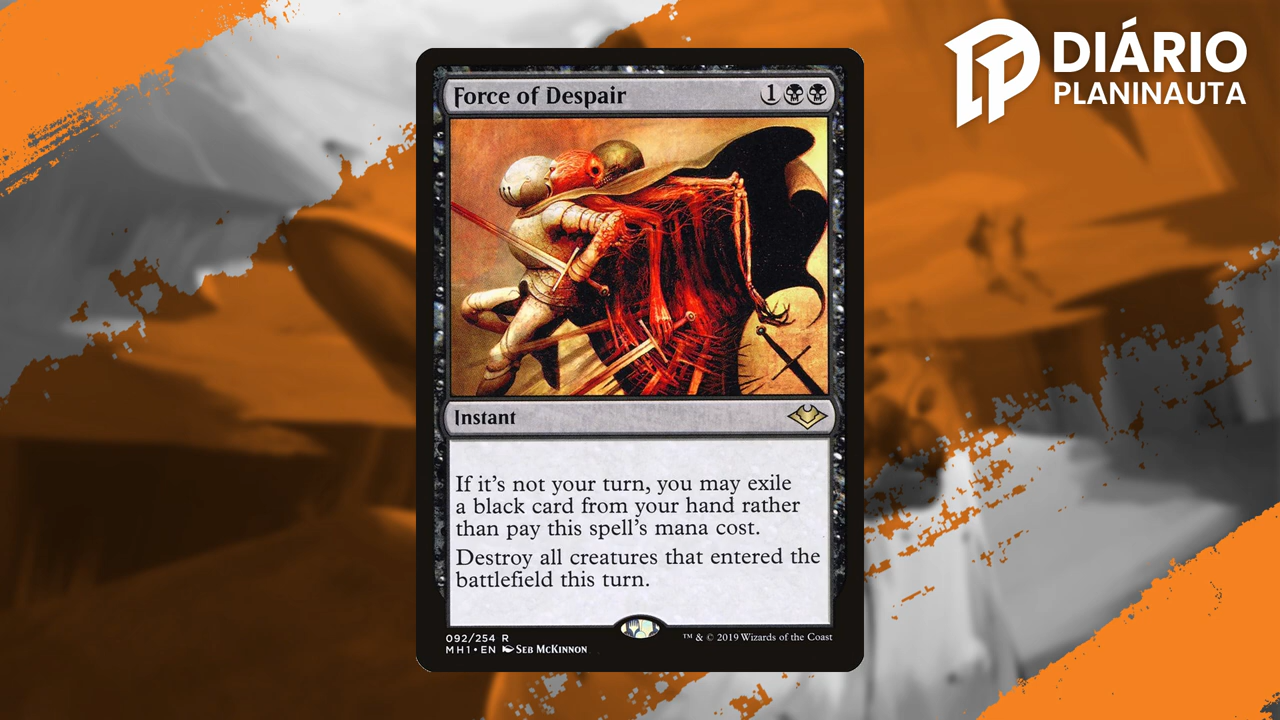 DIÁRIO
PLANINAUTA
Force of Despair 1
Instant
If it's not your turn, you may exile
a black card from your hand rather
than pay this spell's mana cost.
Destroy all creatures that entered the
battlefield this turn.
092/254 R
MH1 • EN Seb McKinnon
™ & © 2019 Wizards of the Coast